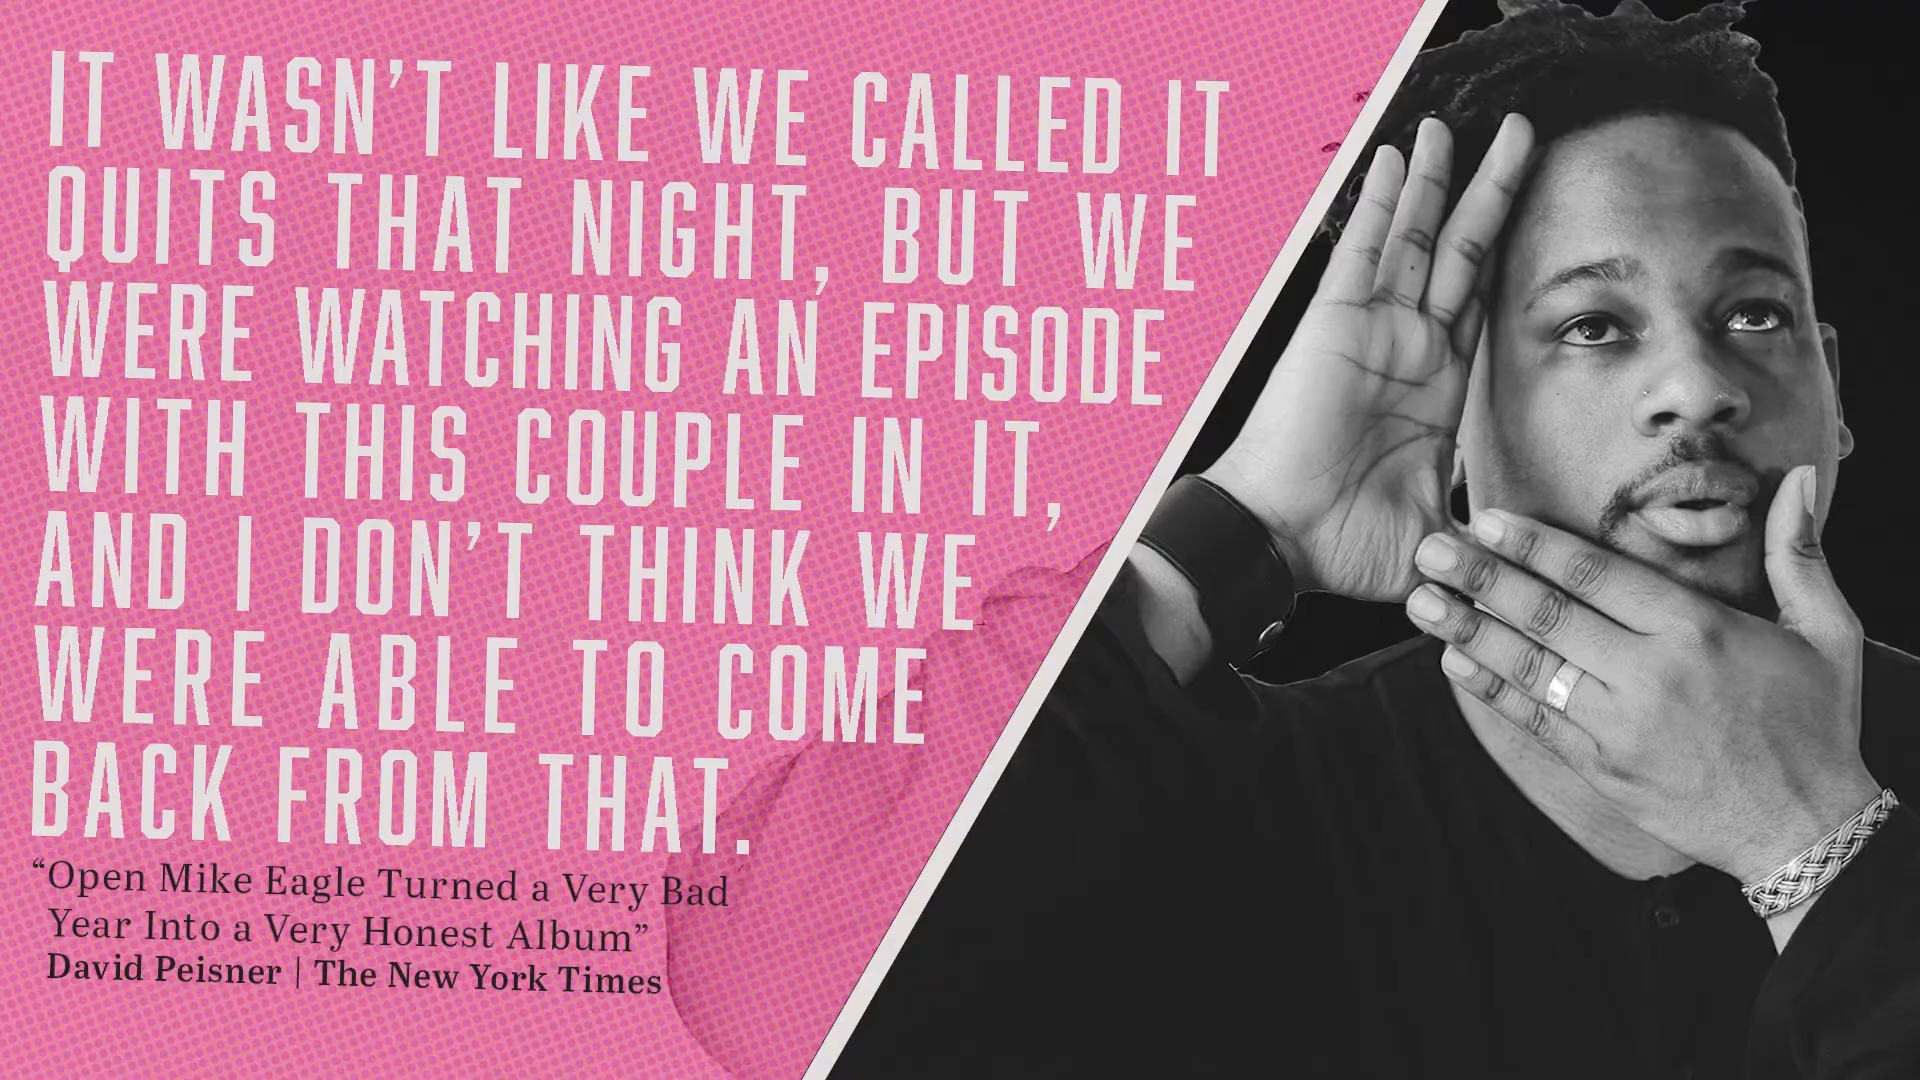 IT WASN’T LIKE WE CALLED IT
QUITS THAT NIGHT, BUT WE
WERE WATCHING AN EPISODE
WITH THIS COUPLE IN IT,
AND I DON’T THINK WE
WERE ABLE TO COME
BACK FROM THAT.
“Open Mike Eagle Turned a Very Bad
Year Into a Very Honest Album”
David Peisner | The New York Times